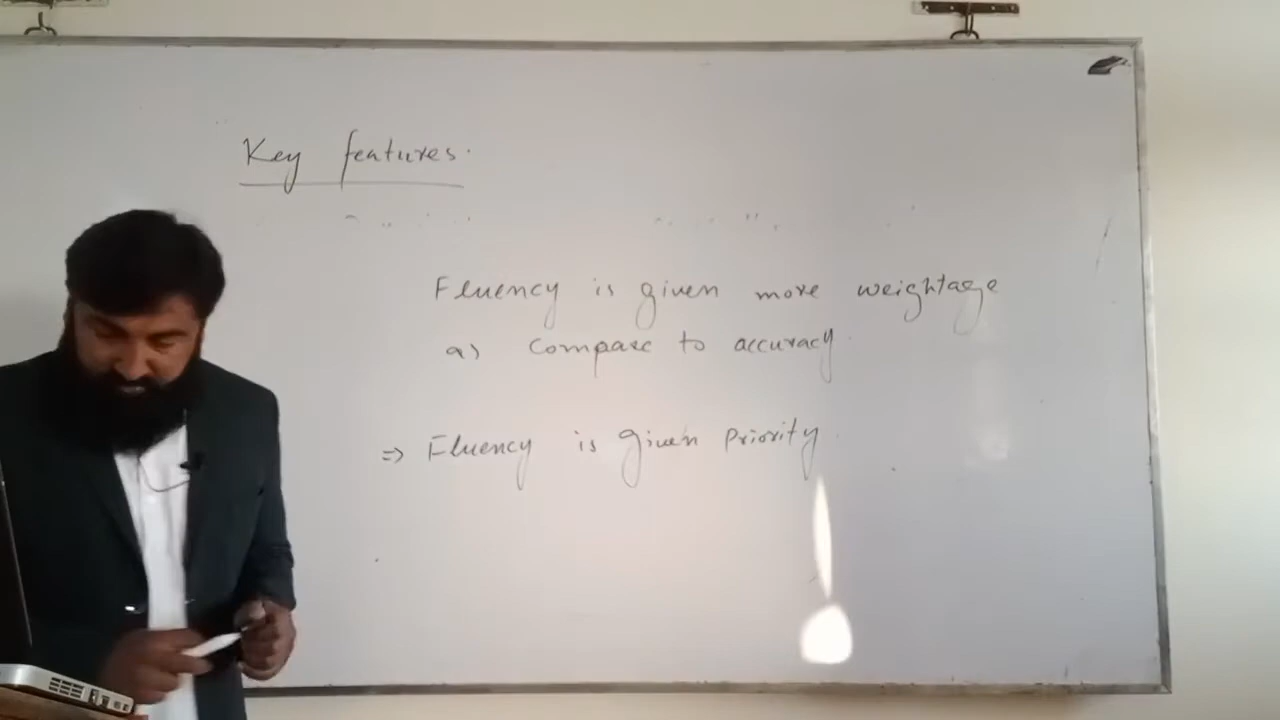 Key features.
Fluency is given more weightage
as compare to accuracy.
⇒ Fluency is given priority.